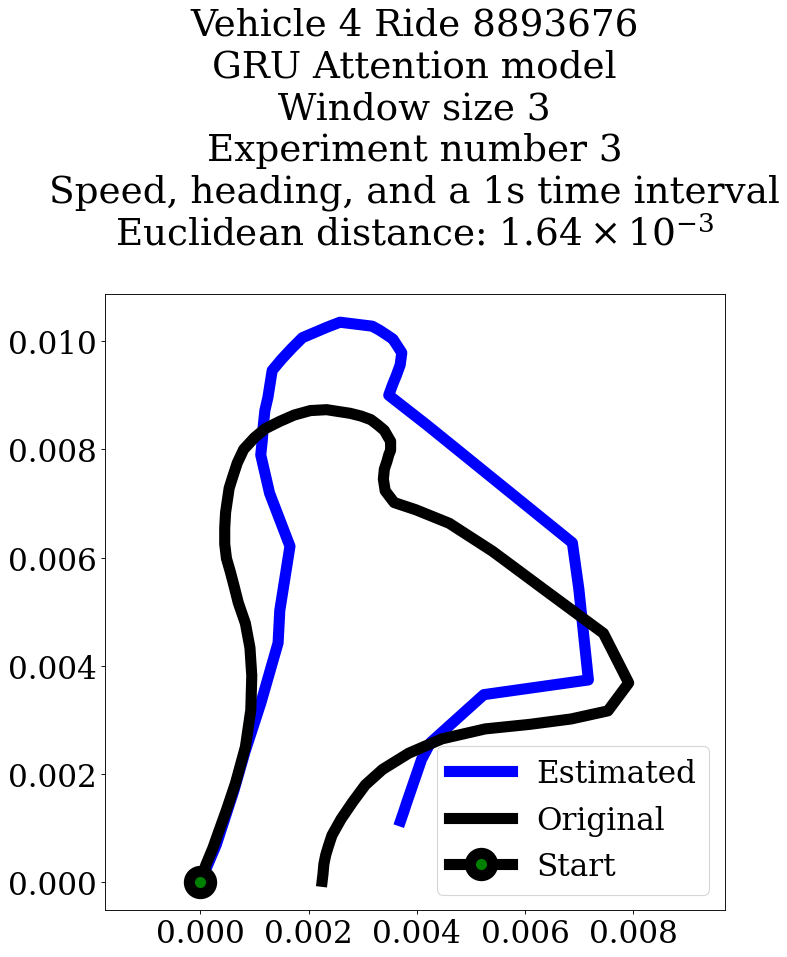 Vehicle 4 Ride 8893676
GRU Attention model
Window size 3
Experiment number 3
Speed, heading, and a 1s time interval
Euclidean distance: 1.64 × 10⁻³
0.010
0.008
0.006
0.004
0.002
0.000
Estimated
Original
Start
0.000 0.002 0.004 0.006 0.008